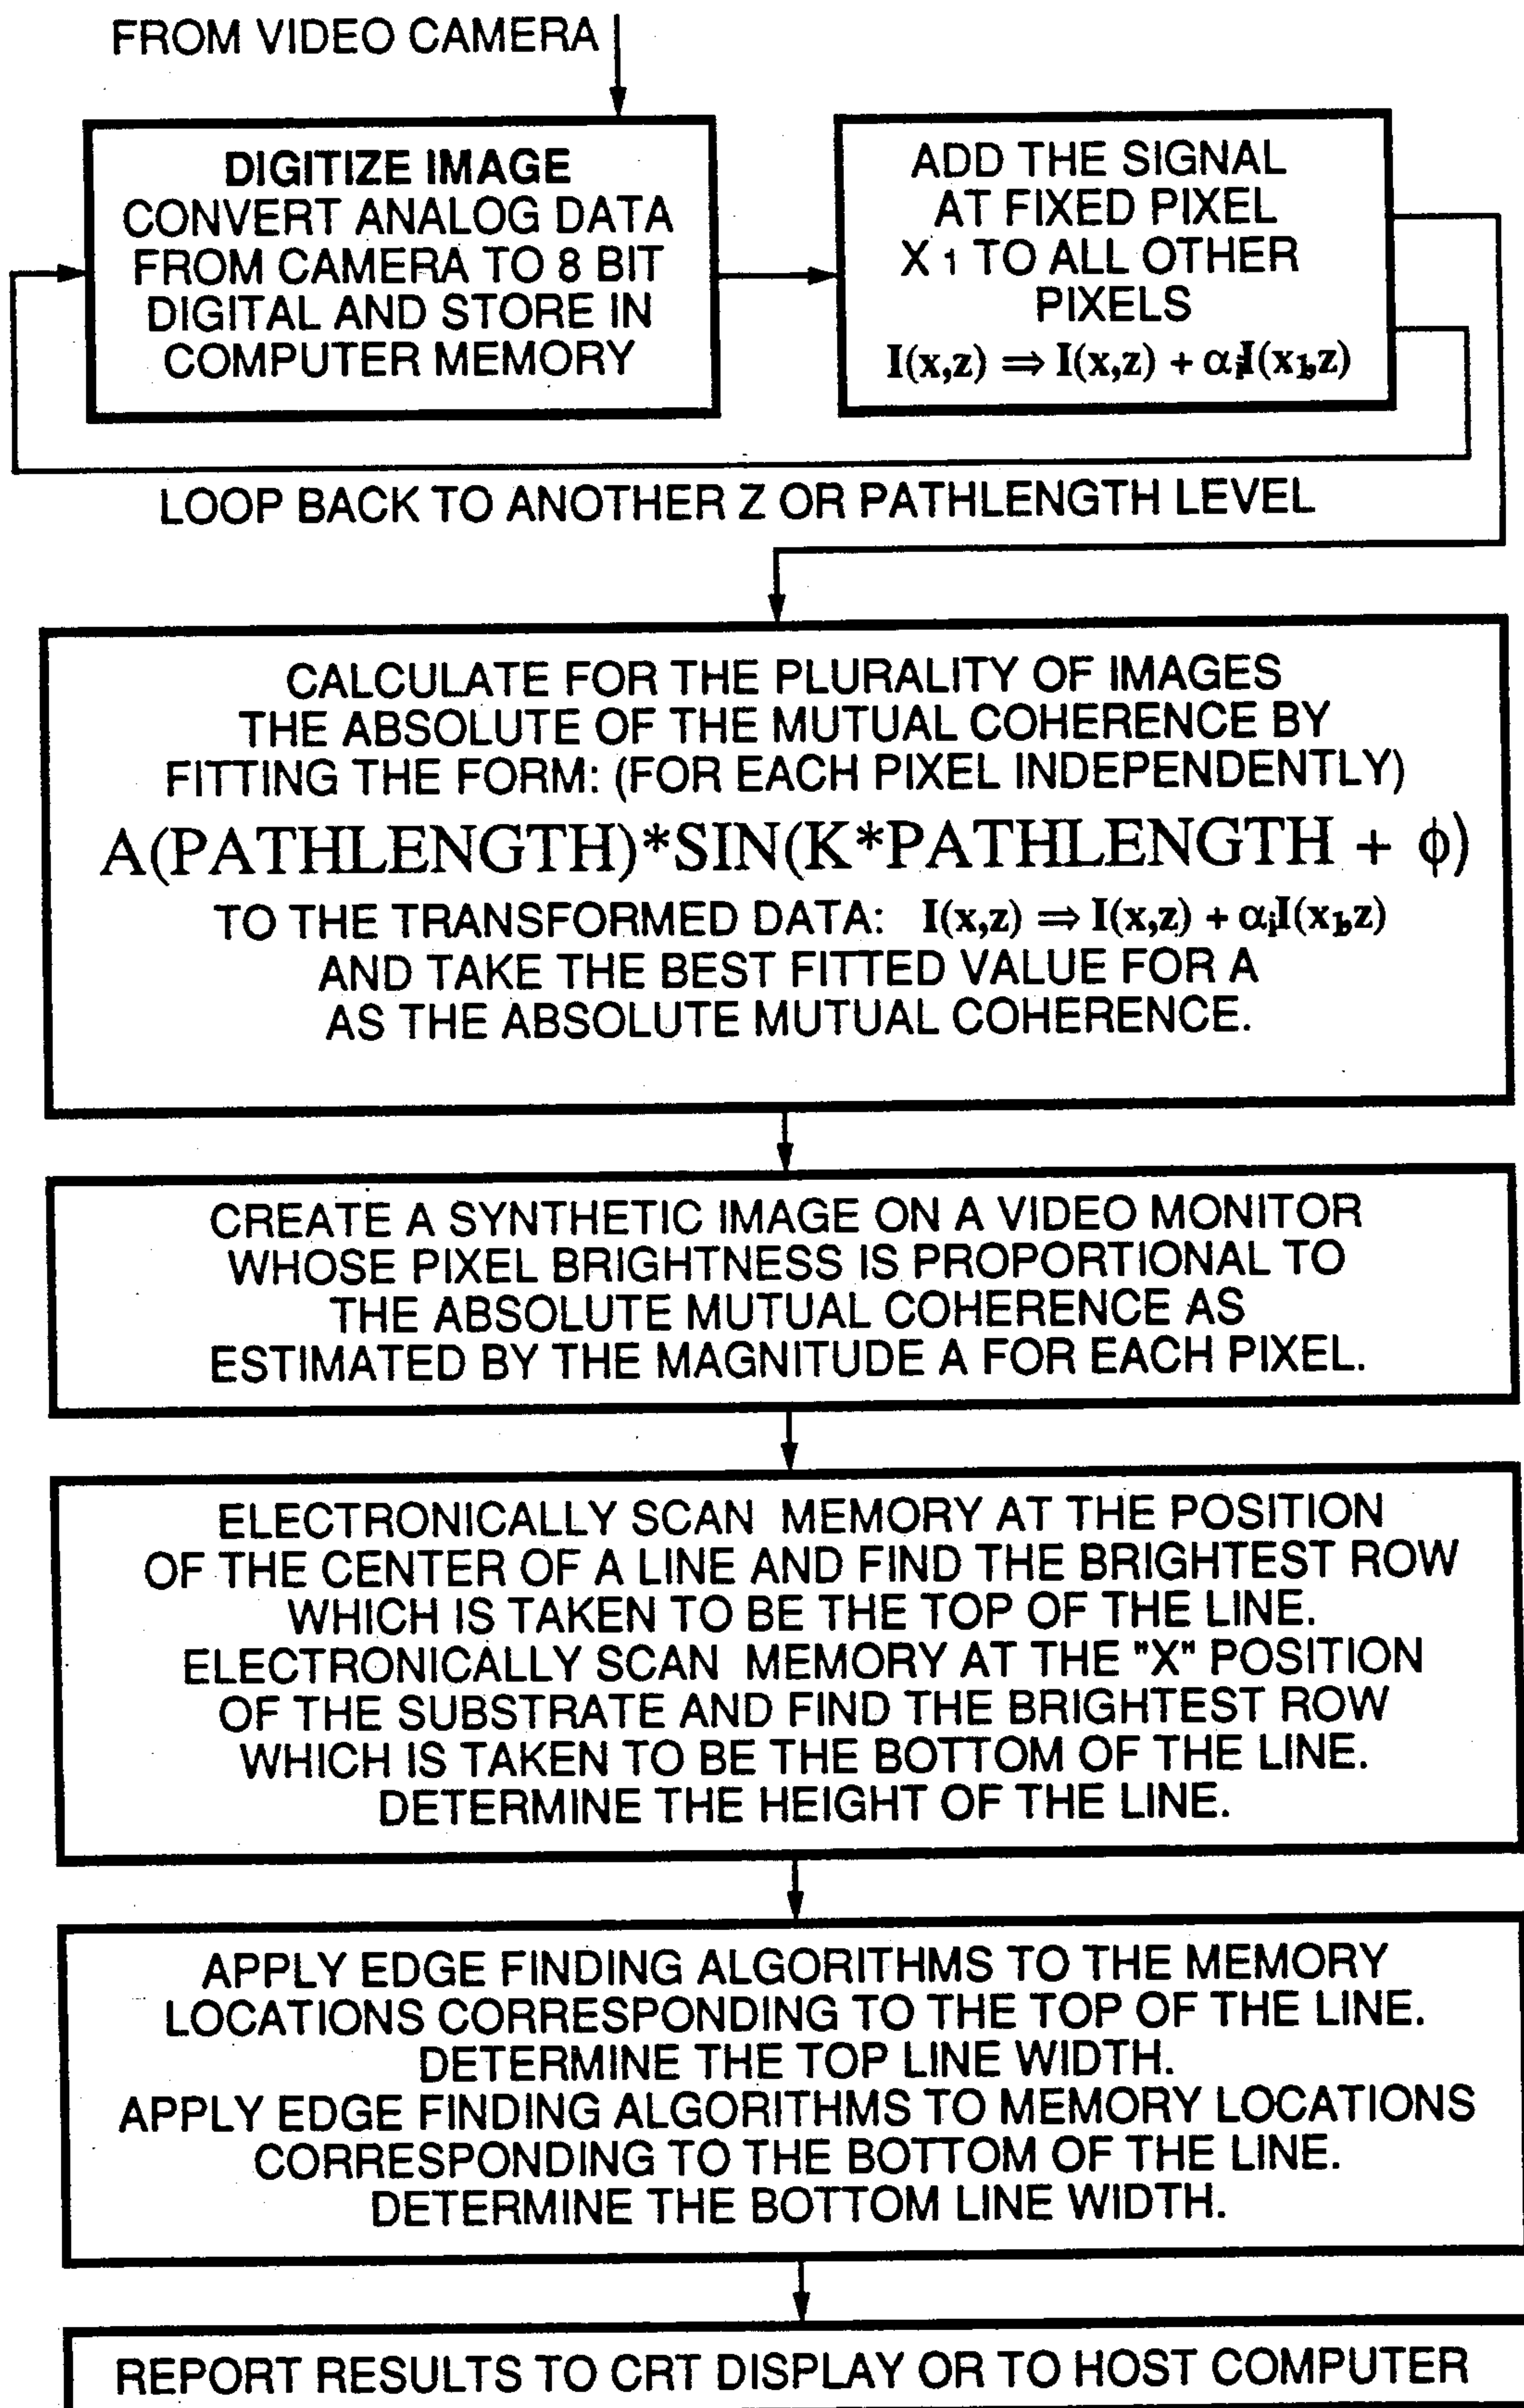 FROM VIDEO CAMERA
DIGITIZE IMAGE
CONVERT ANALOG DATA
FROM CAMERA TO 8 BIT
DIGITAL AND STORE IN
COMPUTER MEMORY
ADD THE SIGNAL
AT FIXED PIXEL
X 1 TO ALL OTHER
PIXELS
I(x,z) ⇒ I(x,z) + αᵢI(x₁,z)
LOOP BACK TO ANOTHER Z OR PATHLENGTH LEVEL
CALCULATE FOR THE PLURALITY OF IMAGES
THE ABSOLUTE OF THE MUTUAL COHERENCE BY
FITTING THE FORM: (FOR EACH PIXEL INDEPENDENTLY)
A(PATHLENGTH)*SIN(K*PATHLENGTH + ϕ)
TO THE TRANSFORMED DATA: I(x,z) ⇒ I(x,z) + αᵢI(x₁,z)
AND TAKE THE BEST FITTED VALUE FOR A
AS THE ABSOLUTE MUTUAL COHERENCE.
CREATE A SYNTHETIC IMAGE ON A VIDEO MONITOR
WHOSE PIXEL BRIGHTNESS IS PROPORTIONAL TO
THE ABSOLUTE MUTUAL COHERENCE AS
ESTIMATED BY THE MAGNITUDE A FOR EACH PIXEL.
ELECTRONICALLY SCAN MEMORY AT THE POSITION
OF THE CENTER OF A LINE AND FIND THE BRIGHTEST ROW
WHICH IS TAKEN TO BE THE TOP OF THE LINE.
ELECTRONICALLY SCAN MEMORY AT THE "X" POSITION
OF THE SUBSTRATE AND FIND THE BRIGHTEST ROW
WHICH IS TAKEN TO BE THE BOTTOM OF THE LINE.
DETERMINE THE HEIGHT OF THE LINE.
APPLY EDGE FINDING ALGORITHMS TO THE MEMORY
LOCATIONS CORRESPONDING TO THE TOP OF THE LINE.
DETERMINE THE TOP LINE WIDTH.
APPLY EDGE FINDING ALGORITHMS TO MEMORY LOCATIONS
CORRESPONDING TO THE BOTTOM OF THE LINE.
DETERMINE THE BOTTOM LINE WIDTH.
REPORT RESULTS TO CRT DISPLAY OR TO HOST COMPUTER